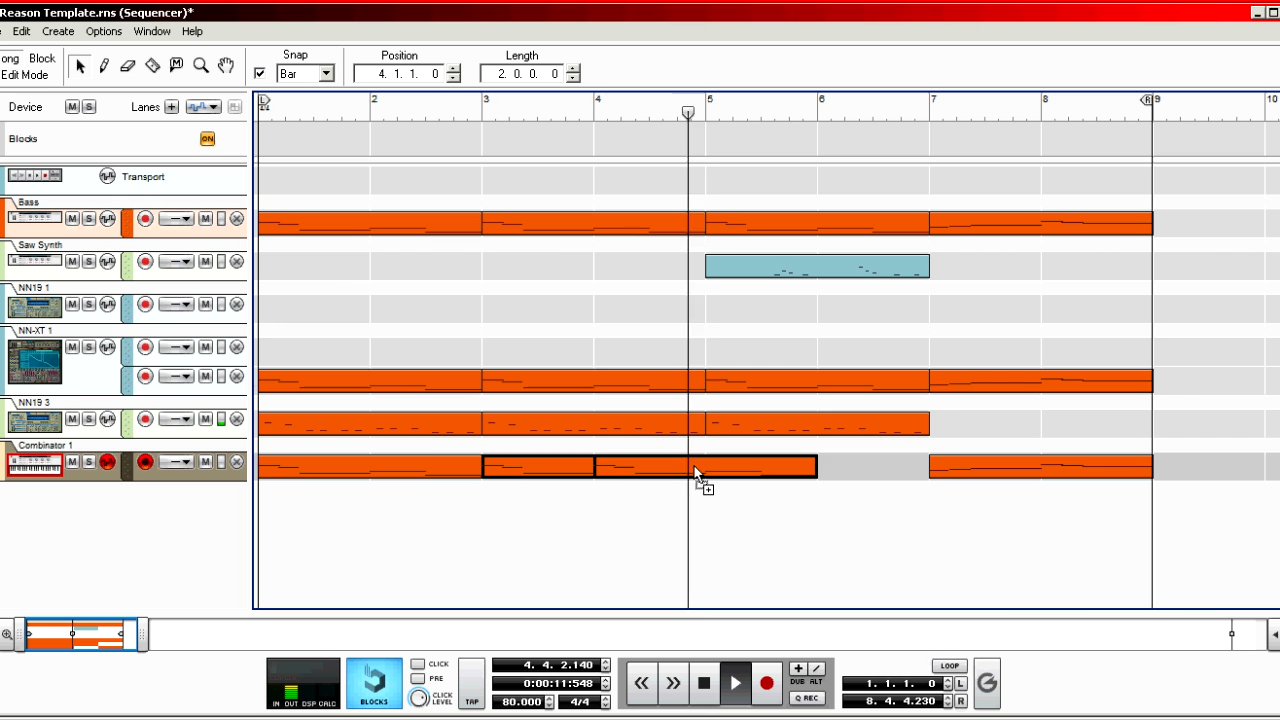 Reason Template.rns (Sequencer)*
Edit Create Options Window Help
ong Block
Edit Mode
Snap
Bar
Position
4. 1. 1. 0
Length
2. 0. 0. 0
Device M S Lanes
L 2 3 4 5 6 7 8 R 9 10
4/4
Blocks ON
Transport
Bass
M S M
Saw Synth
M S M
NN19 1
M S M
NN-XT 1
M S M
M
NN19 3
M S M
Combinator 1
M S M
IN OUT DSP CALC
BLOCKS
CLICK
PRE
CLICK
LEVEL
TAP
4. 4. 2.140
0:00:11:548
80.000 4/4
DUB ALT
Q REC
LOOP
1. 1. 1. 0 L
8. 4. 4.230 R